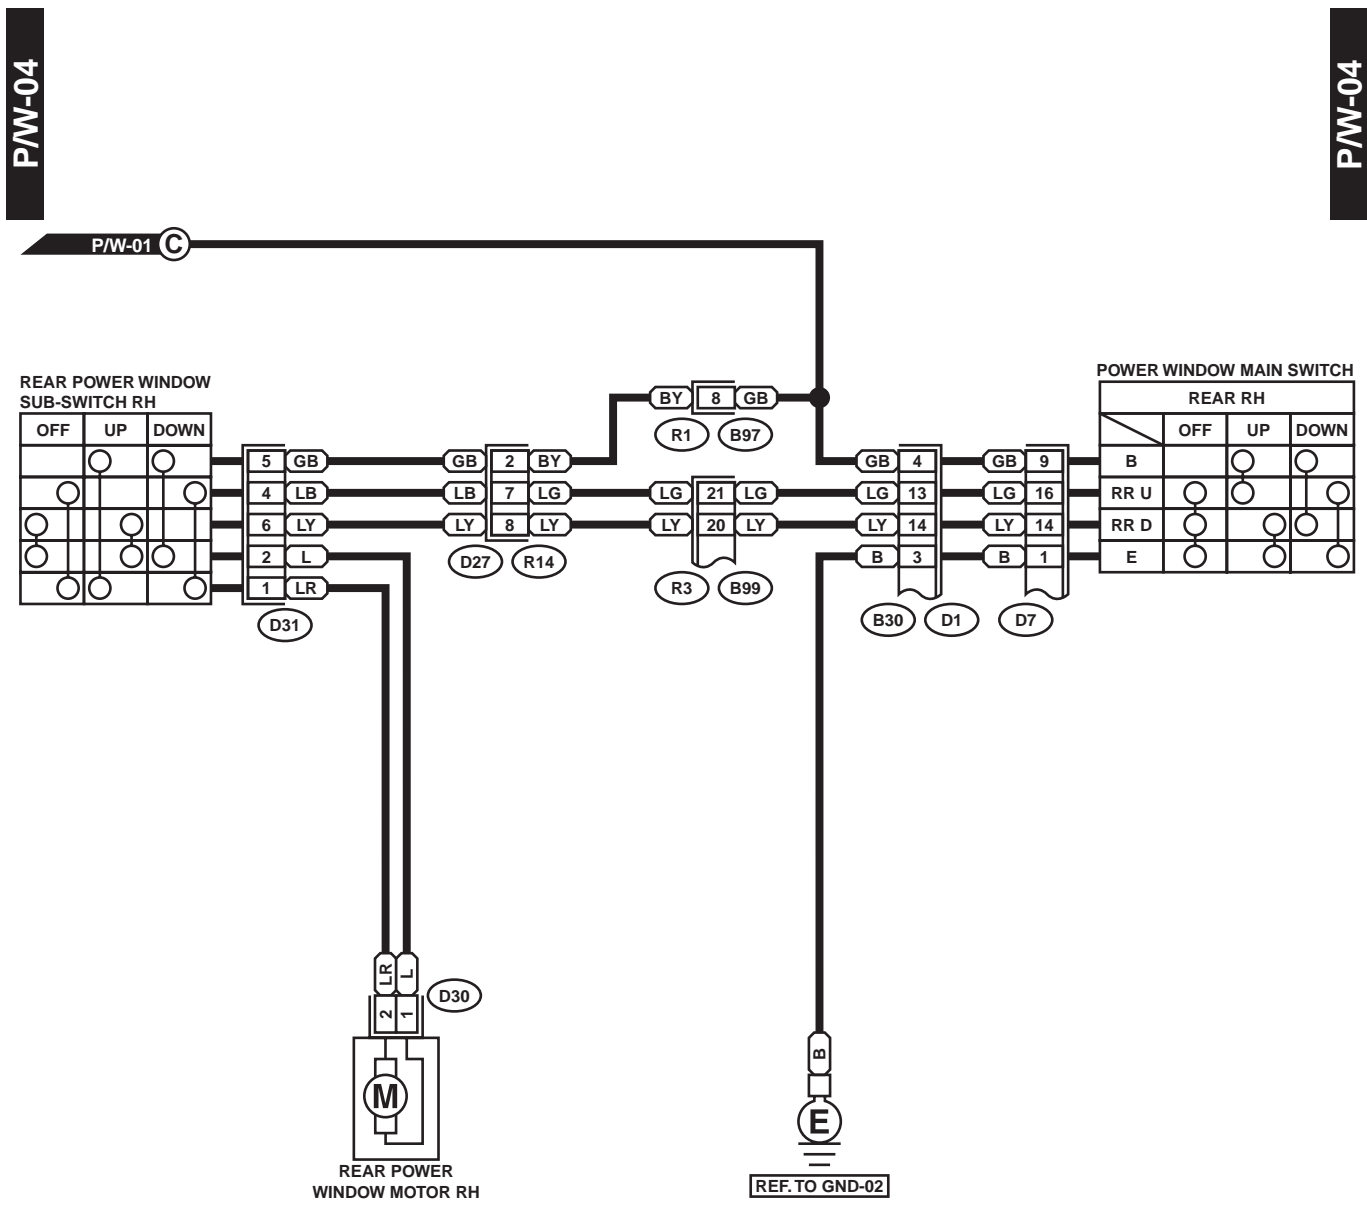 P/W-04
P/W-04
P/W-01 C
REAR POWER WINDOW
SUB-SWITCH RH
OFF UP DOWN
POWER WINDOW MAIN SWITCH
REAR RH
OFF UP DOWN
BY 8 GB
R1 B97
5 GB GB 2 BY GB 4 GB 9 B
4 LB LB 7 LG LG 21 LG LG 13 LG 16 RR U
6 LY LY 8 LY LY 20 LY LY 14 LY 14 RR D
2 L B 3 B 1 E
D27 R14
1 LR
R3 B99
D31
B30 D1 D7
LR L
D30
2 1
M
REAR POWER
WINDOW MOTOR RH
B
E
REF. TO GND-02